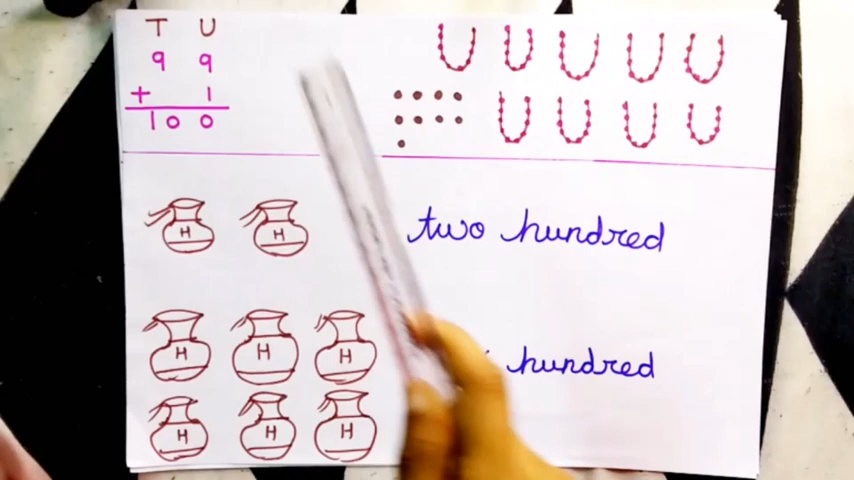 T U
9 9
+ 1
1 0 0
H H two hundred
H H H hundred
H H H